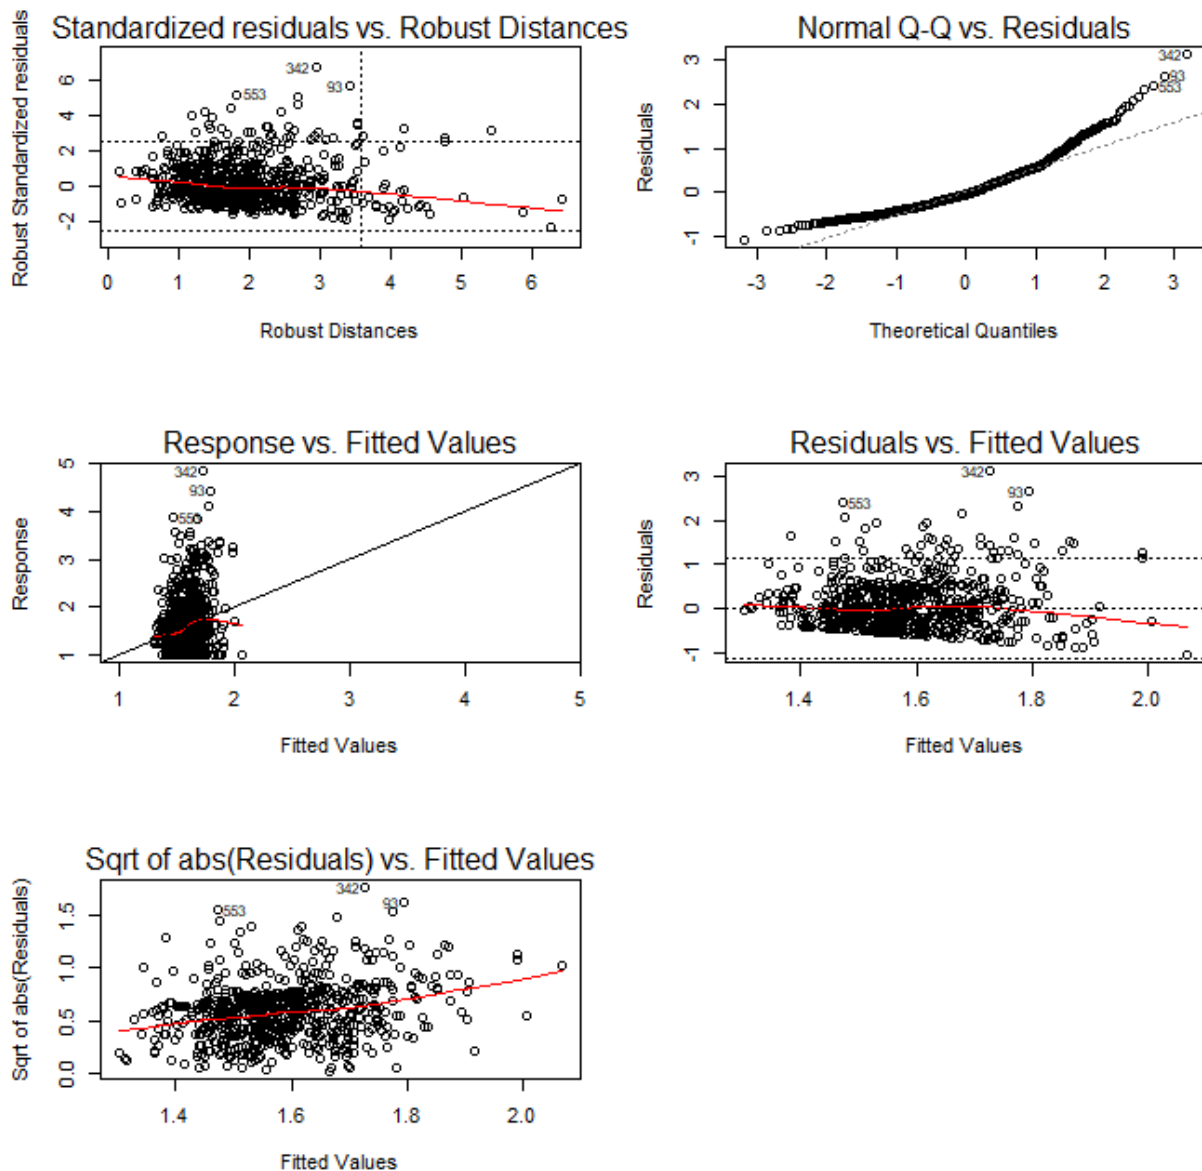 Standardized residuals vs. Robust Distances
Robust Standardized residuals
6
4
2
0
-2
342
93
553
0 1 2 3 4 5 6
Robust Distances
Normal Q-Q vs. Residuals
Residuals
3
2
1
0
-1
342
93
553
-3 -2 -1 0 1 2 3
Theoretical Quantiles
Response vs. Fitted Values
Response
5
4
3
2
1
342
93
553
1 2 3 4 5
Fitted Values
Residuals vs. Fitted Values
Residuals
3
2
1
0
-1
342
93
553
1.4 1.6 1.8 2.0
Fitted Values
Sqrt of abs(Residuals) vs. Fitted Values
Sqrt of abs(Residuals)
1.5
1.0
0.5
0.0
342
93
553
1.4 1.6 1.8 2.0
Fitted Values